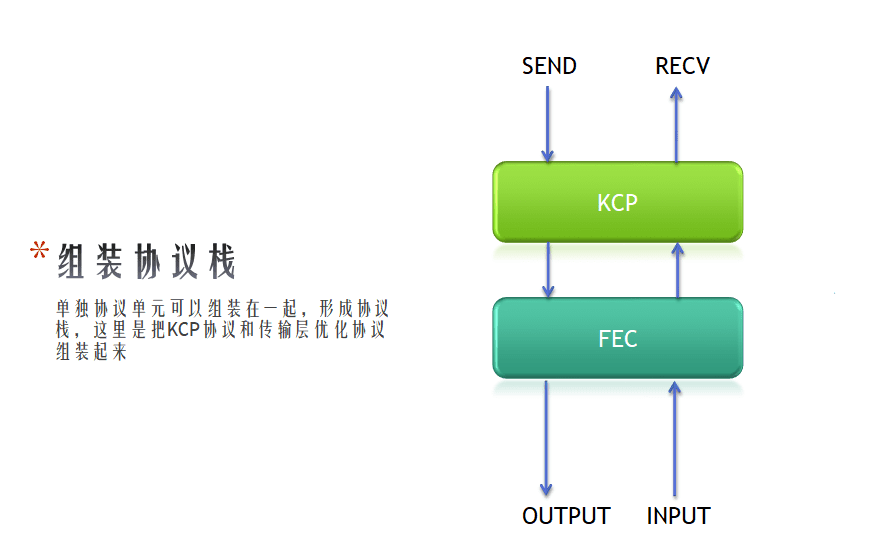 SEND RECV
KCP
* 组装协议栈
单独协议单元可以组装在一起，形成协议
栈，这里是把KCP协议和传输层优化协议
组装起来
FEC
OUTPUT INPUT